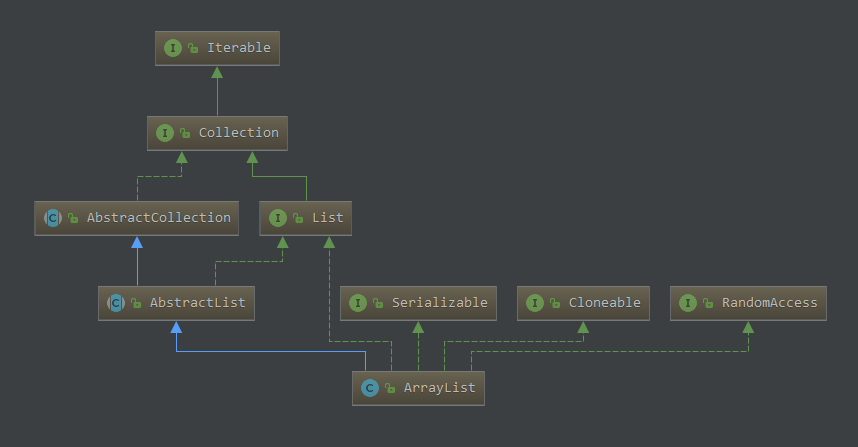 I Iterable
I Collection
C AbstractCollection
I List
C AbstractList
I Serializable
I Cloneable
I RandomAccess
C ArrayList